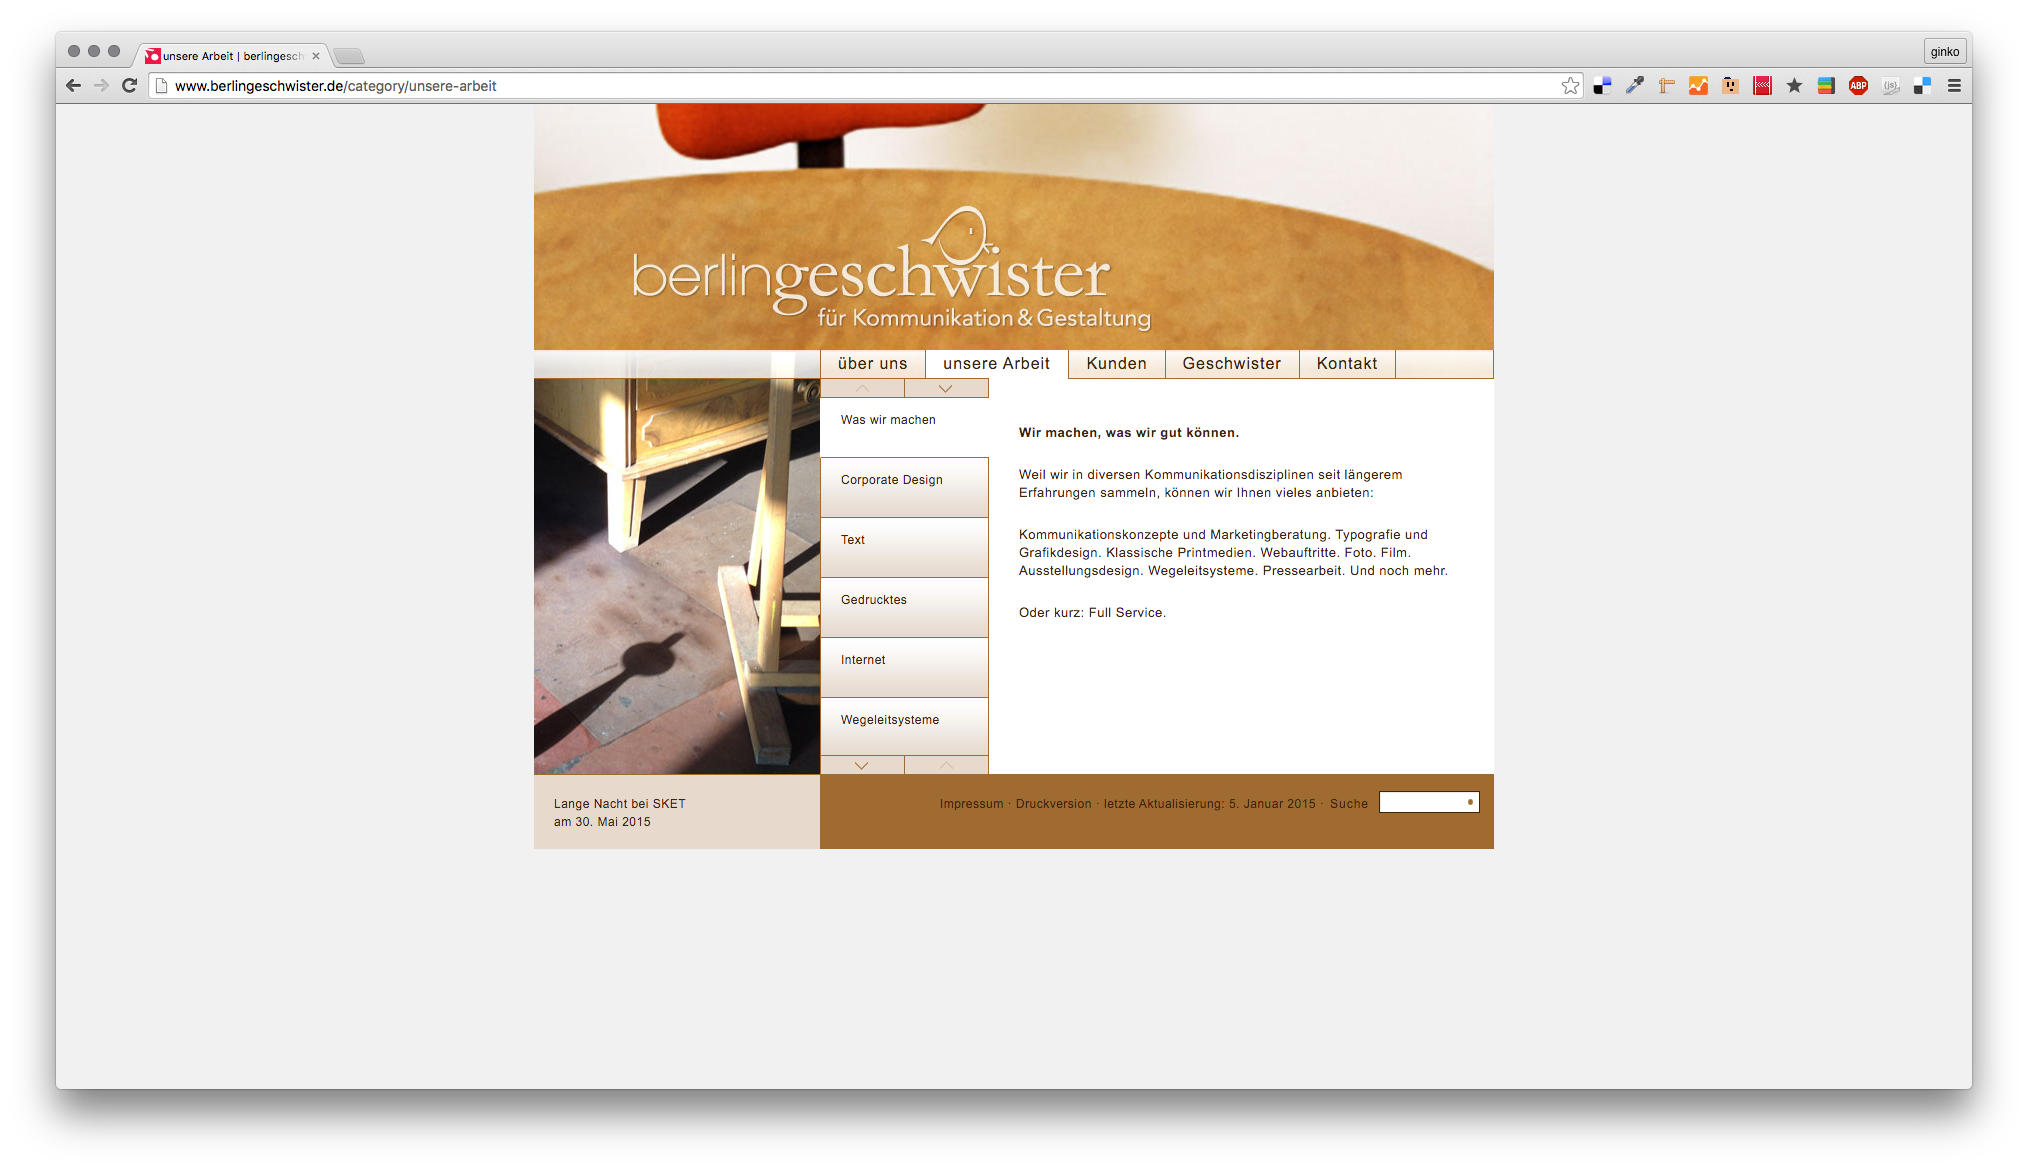 unsere Arbeit | berlingesch
ginko
www.berlingeschwister.de/category/unsere-arbeit
ABP
{js}
berlingeschwister
für Kommunikation & Gestaltung
über uns
unsere Arbeit
Kunden
Geschwister
Kontakt
Was wir machen
Corporate Design
Text
Gedrucktes
Internet
Wegeleitsysteme
Wir machen, was wir gut können.
Weil wir in diversen Kommunikationsdisziplinen seit längerem
Erfahrungen sammeln, können wir Ihnen vieles anbieten:
Kommunikationskonzepte und Marketingberatung. Typografie und
Grafikdesign. Klassische Printmedien. Webauftritte. Foto. Film.
Ausstellungsdesign. Wegeleitsysteme. Pressearbeit. Und noch mehr.
Oder kurz: Full Service.
Lange Nacht bei SKET
am 30. Mai 2015
Impressum · Druckversion · letzte Aktualisierung: 5. Januar 2015 · Suche